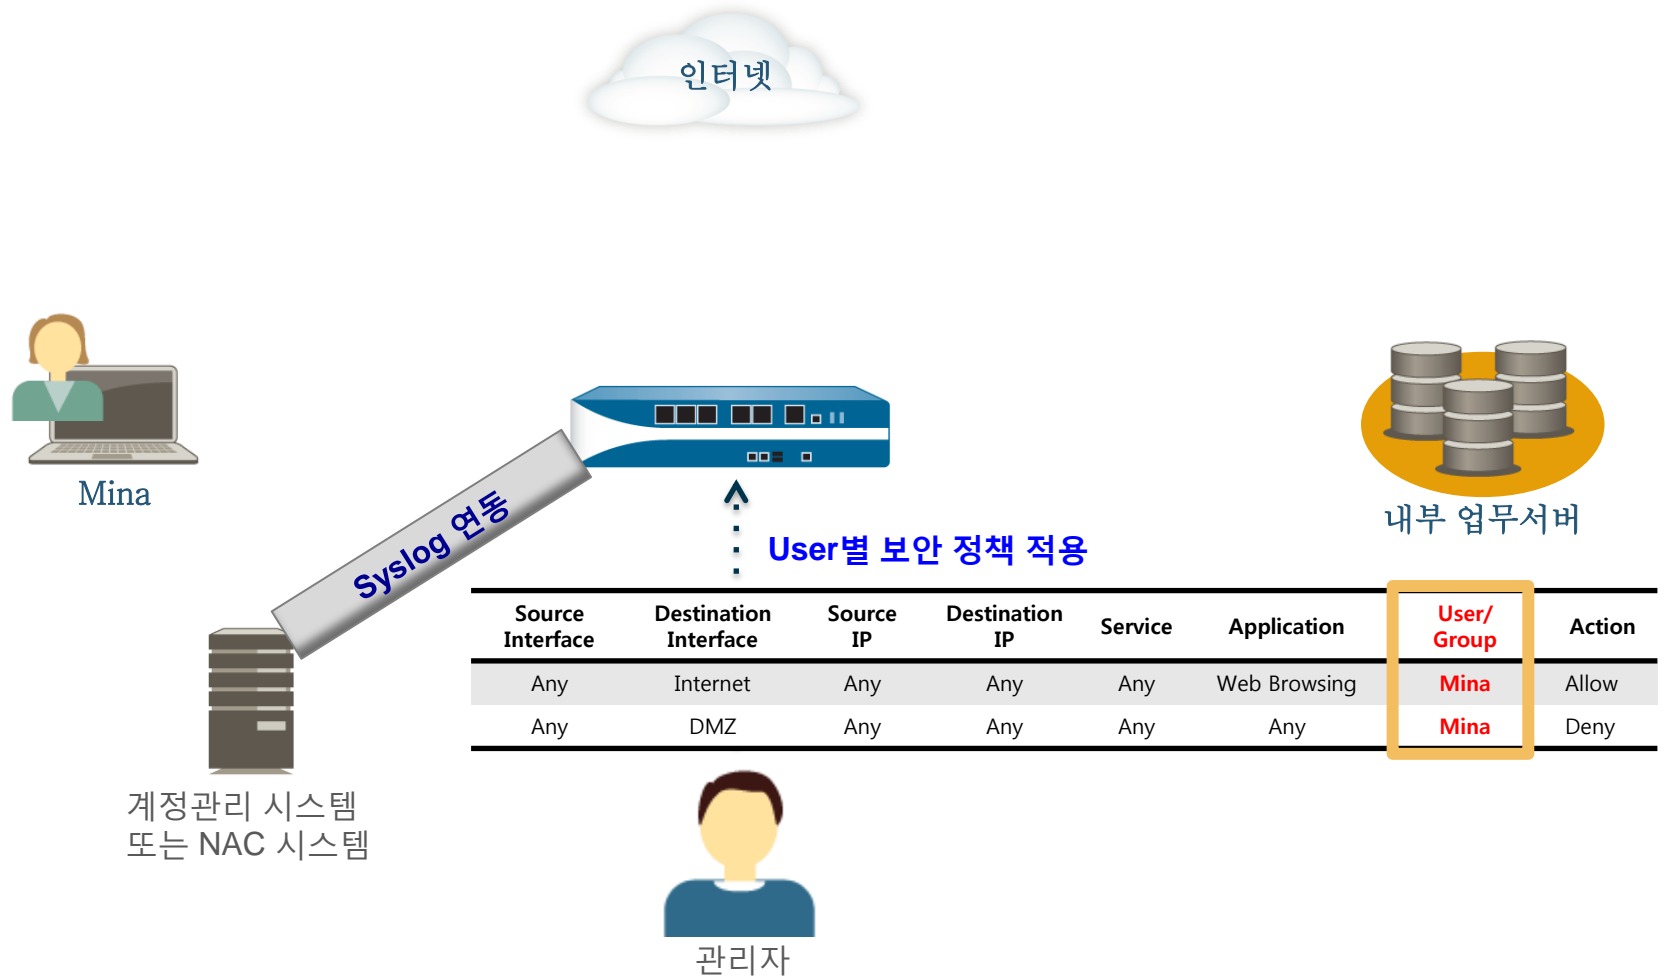 인터넷
Mina
내부 업무서버
Syslog 연동
User별 보안 정책 적용
Source Interface Destination Interface Source IP Destination IP Service Application User/ Group Action
Any Internet Any Any Any Web Browsing Mina Allow
Any DMZ Any Any Any Any Mina Deny
계정관리 시스템
또는 NAC 시스템
관리자